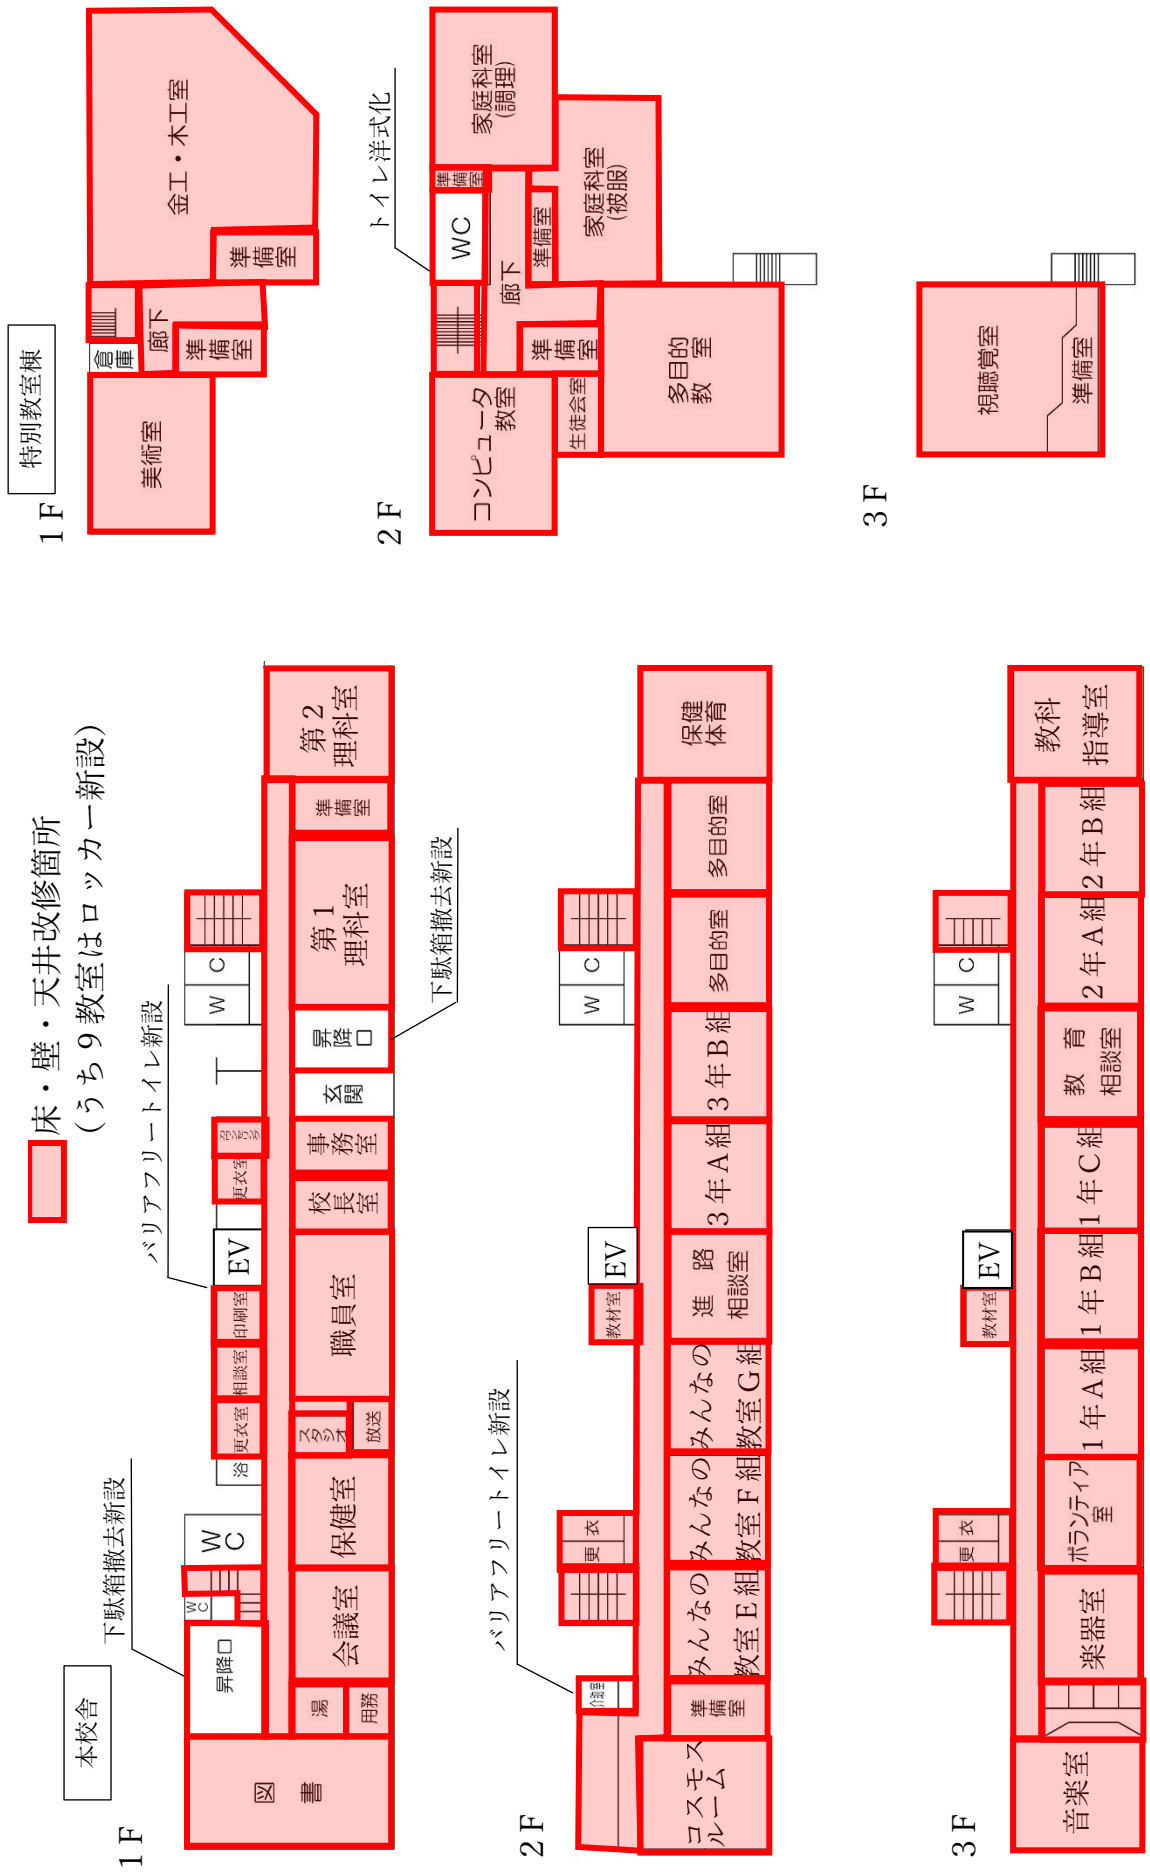 本校舎
1F
図書
昇降口
下駄箱撤去新設
WC
WC
浴
更衣室
相談室
印刷室
バリアフリートイレ新設
EV
更衣室
WC
湯
用務
会議室
保健室
スタジオ
放送
職員室
校長室
事務室
玄関
昇降口
下駄箱撤去新設
第1
理科室
準備室
第2
理科室
床・壁・天井改修箇所
(うち9教室はロッカー新設)
2F
コスモス
ルーム
介助室
バリアフリートイレ新設
準備室
みんなの
教室E組
みんなの
教室F組
みんなの
教室G組
更衣
教材室
EV
進路
相談室
3年A組
3年B組
WC
多目的室
多目的室
保健
体育
3F
音楽室
楽器室
ボランティア
室
更衣
1年A組
1年B組
1年C組
教材室
EV
教育
相談室
WC
2年A組
2年B組
教科
指導室
特別教室棟
1F
美術室
倉庫
廊下
準備室
準備室
金工・木工室
2F
コンピュータ
教室
生徒会室
準備室
廊下
WC
トイレ洋式化
準備室
準備室
多目的
教室
家庭科室
(被服)
家庭科室
(調理)
3F
視聴覚室
準備室